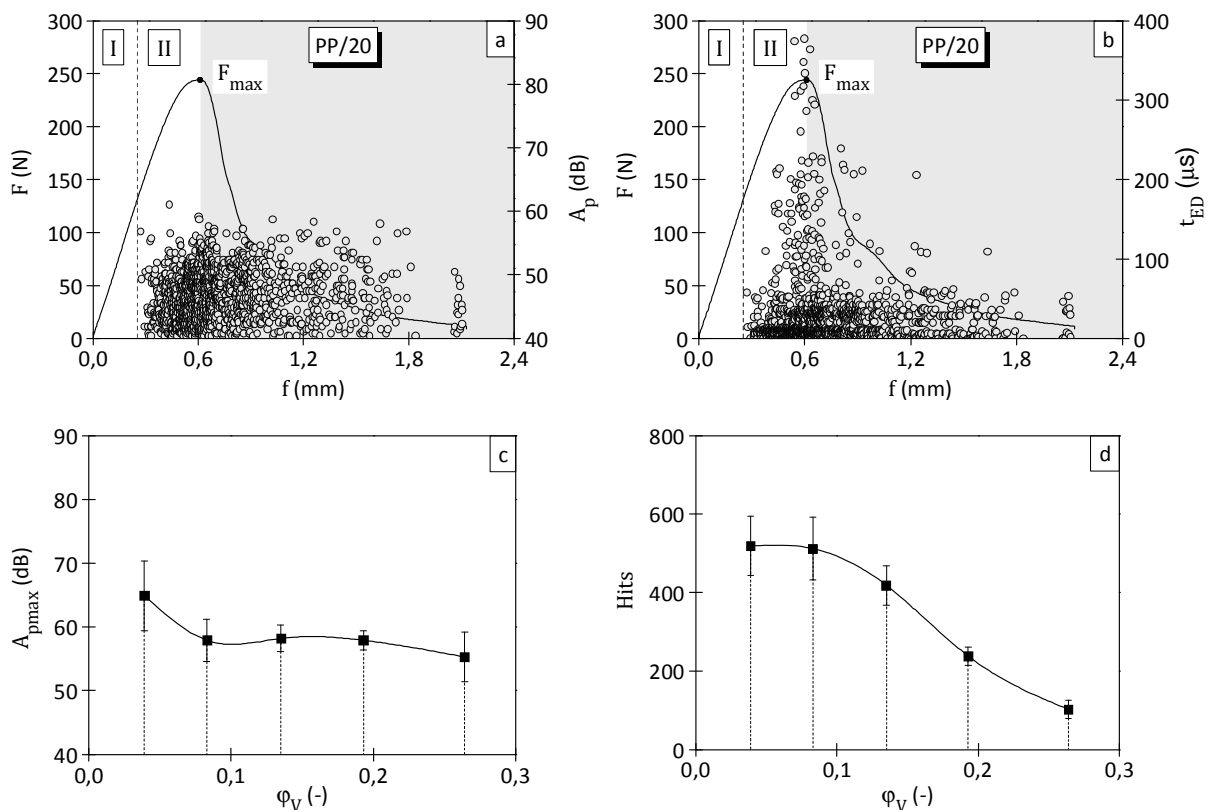 300 90
I II PP/20 a
250 80
F_max
200
F (N) 150 70 A_p (dB)
100 60
50 50
0 40
0,0 0,6 1,2 1,8 2,4
f (mm)
300 400
I II PP/20 b
250
F_max 300
200
F (N) 150 200 t_ED (μs)
100
50 100
0 0
0,0 0,6 1,2 1,8 2,4
f (mm)
90 c
80
A_pmax (dB) 70
60
50
40
0,0 0,1 0,2 0,3
φ_V (-)
800 d
600
Hits 400
200
0
0,0 0,1 0,2 0,3
φ_V (-)